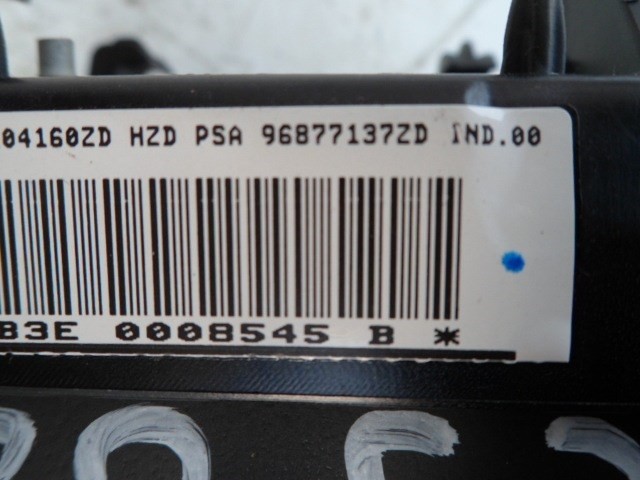 04160ZD HZD PSA 96877137ZD IND.00
B3E 0008545 B *